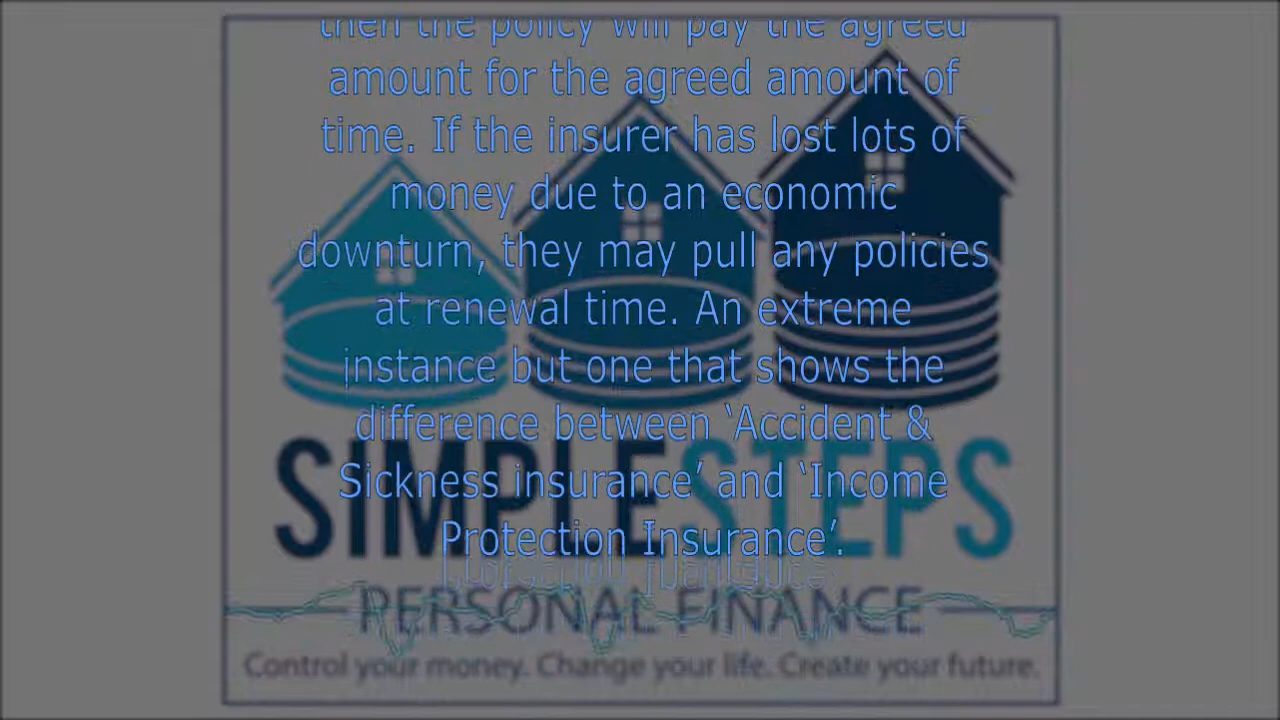 then the policy will pay the agreed
amount for the agreed amount of
time. If the insurer has lost lots of
money due to an economic
downturn, they may pull any policies
at renewal time. An extreme
instance but one that shows the
difference between ‘Accident &
Sickness insurance’ and ‘Income
Protection Insurance’.
SIMPLESTEPS
PERSONAL FINANCE
Control your money. Change your life. Create your future.